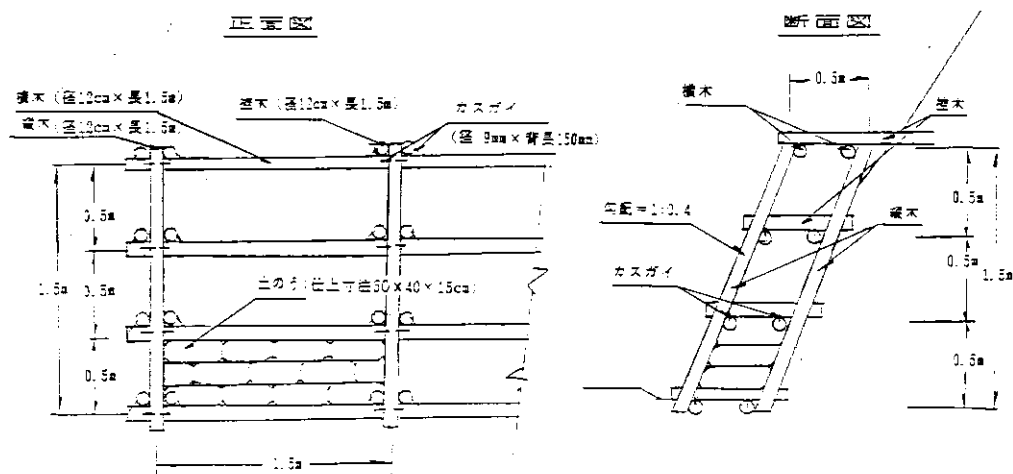 正面図
断面図
横木(径12cm×長1.5m)
縦木(径12cm×長1.5m)
控木(径12cm×長1.5m)
カスガイ
(径 9mm×背長150mm)
0.5m
0.5m
0.5m
1.5m
土のう(仕上寸法60×40×15cm)
1.5m
0.5m
横木
控木
勾配=1:0.4
縦木
カスガイ
0.5m
0.5m
0.5m
1.5m